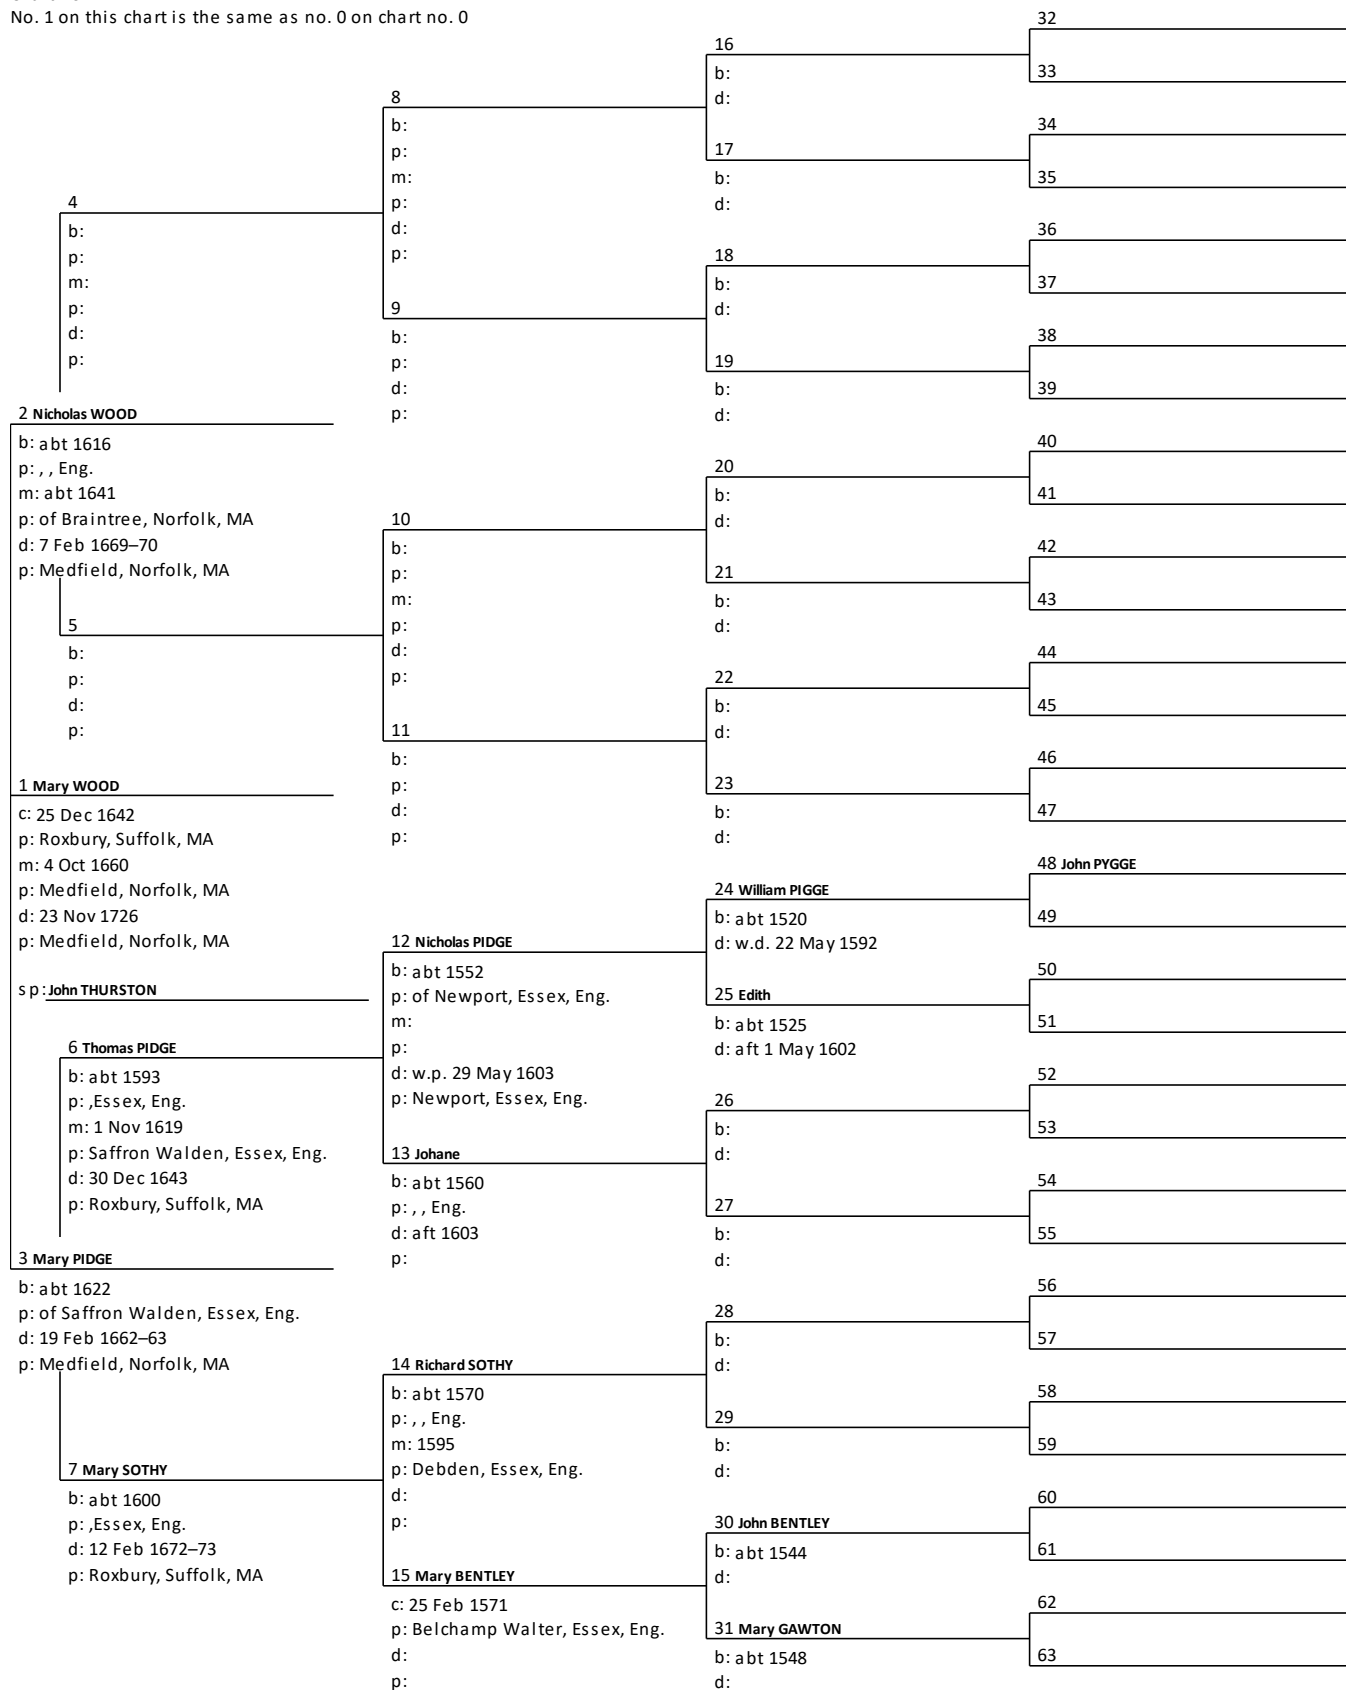 No. 1 on this chart is the same as no. 0 on chart no. 0
4
b:
p:
m:
p:
d:
p:
2 Nicholas WOOD
b: abt 1616
p: , , Eng.
m: abt 1641
p: of Braintree, Norfolk, MA
d: 7 Feb 1669–70
p: Medfield, Norfolk, MA
5
b:
p:
d:
p:
1 Mary WOOD
c: 25 Dec 1642
p: Roxbury, Suffolk, MA
m: 4 Oct 1660
p: Medfield, Norfolk, MA
d: 23 Nov 1726
p: Medfield, Norfolk, MA
sp: John THURSTON
6 Thomas PIDGE
b: abt 1593
p: ,Essex, Eng.
m: 1 Nov 1619
p: Saffron Walden, Essex, Eng.
d: 30 Dec 1643
p: Roxbury, Suffolk, MA
3 Mary PIDGE
b: abt 1622
p: of Saffron Walden, Essex, Eng.
d: 19 Feb 1662–63
p: Medfield, Norfolk, MA
7 Mary SOTHY
b: abt 1600
p: ,Essex, Eng.
d: 12 Feb 1672–73
p: Roxbury, Suffolk, MA
8
b:
p:
m:
p:
d:
p:
9
b:
p:
d:
p:
10
b:
p:
m:
p:
d:
p:
11
b:
p:
d:
p:
12 Nicholas PIDGE
b: abt 1552
p: of Newport, Essex, Eng.
m:
p:
d: w.p. 29 May 1603
p: Newport, Essex, Eng.
13 Johane
b: abt 1560
p: , , Eng.
d: aft 1603
p:
14 Richard SOTHY
b: abt 1570
p: , , Eng.
m: 1595
p: Debden, Essex, Eng.
d:
p:
15 Mary BENTLEY
c: 25 Feb 1571
p: Belchamp Walter, Essex, Eng.
d:
p:
16
b:
d:
17
b:
d:
18
b:
d:
19
b:
d:
20
b:
d:
21
b:
d:
22
b:
d:
23
b:
d:
24 William PIGGE
b: abt 1520
d: w.d. 22 May 1592
25 Edith
b: abt 1525
d: aft 1 May 1602
26
b:
d:
27
b:
d:
28
b:
d:
29
b:
d:
30 John BENTLEY
b: abt 1544
d:
31 Mary GAWTON
b: abt 1548
d:
32
33
34
35
36
37
38
39
40
41
42
43
44
45
46
47
48 John PYGGE
49
50
51
52
53
54
55
56
57
58
59
60
61
62
63